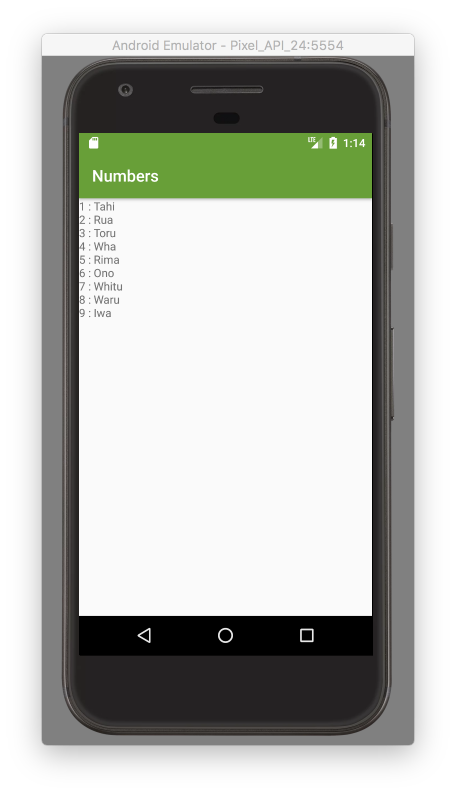 Android Emulator - Pixel_API_24:5554
LTE 1:14
Numbers
1 : Tahi
2 : Rua
3 : Toru
4 : Wha
5 : Rima
6 : Ono
7 : Whitu
8 : Waru
9 : Iwa